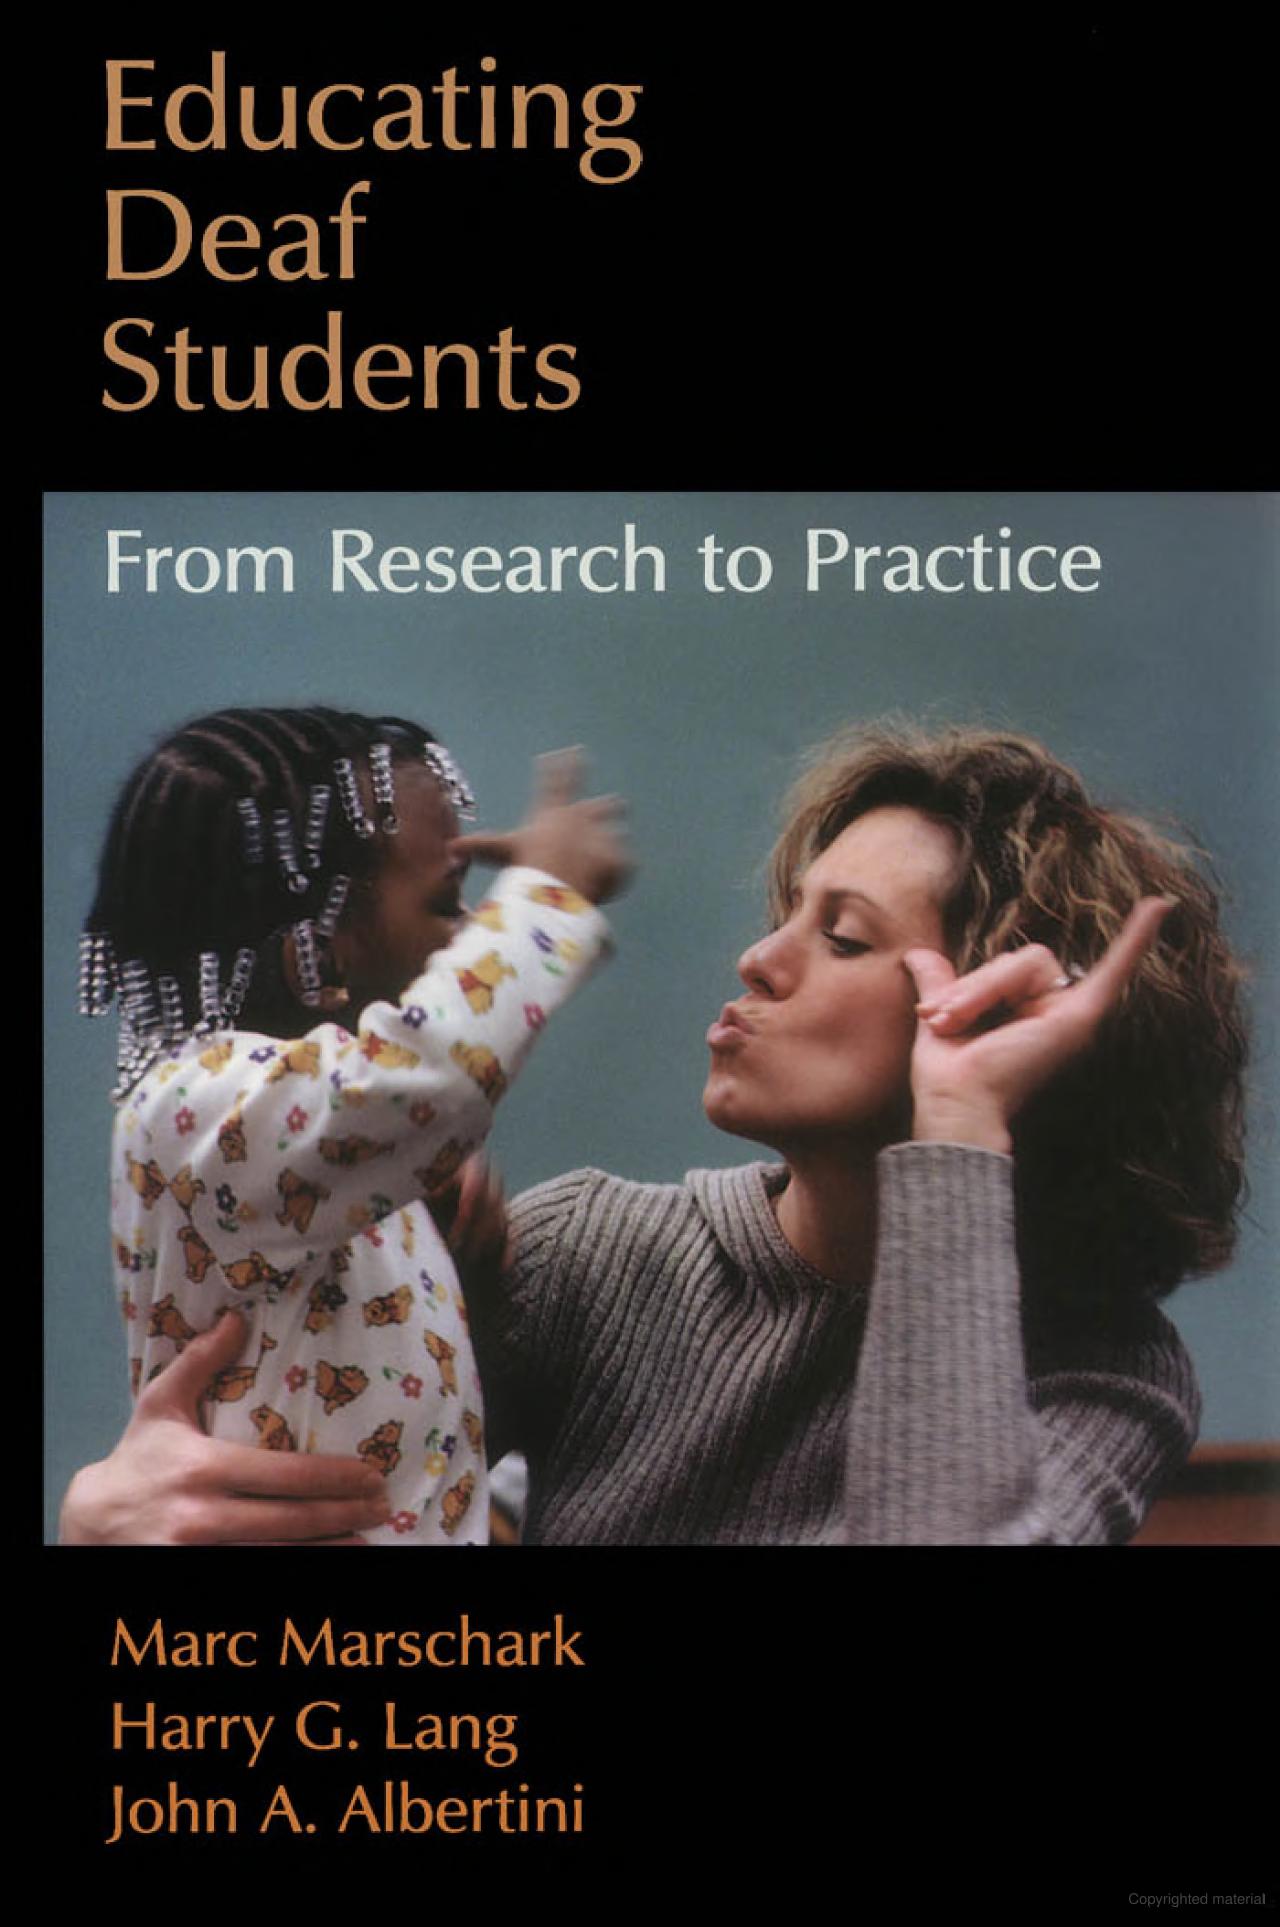 Educating
Deaf
Students
From Research to Practice
Marc Marschark
Harry G. Lang
John A. Albertini
Copyrighted material